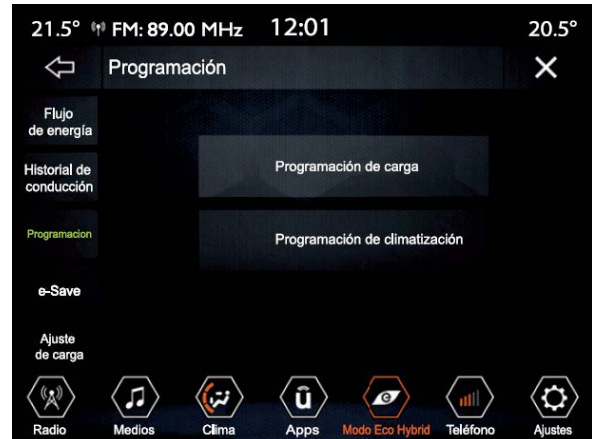 21.5° FM: 89.00 MHz 12:01 20.5°
Programación
Flujo
de energía
Historial de
conducción
Programacion
e-Save
Ajuste
de carga
Programación de carga
Programación de climatización
Radio Medios Clima Apps Modo Eco Hybrid Teléfono Ajustes